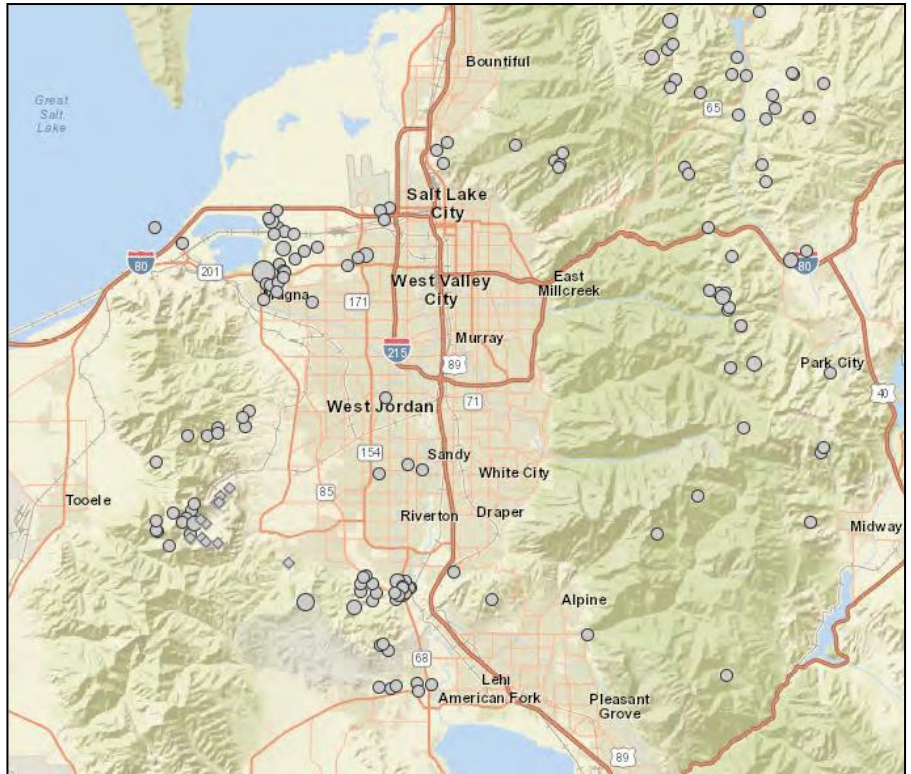 Bountiful
Great
Salt
Lake
65
Salt Lake
City
80
201
80
East
Millcreek
West Valley
City
171
Murray
215
89
Park City
40
West Jordan
71
154
Sandy
White City
Tooele
85
Riverton
Draper
Midway
Alpine
68
Lehi
American Fork
Pleasant
Grove
89